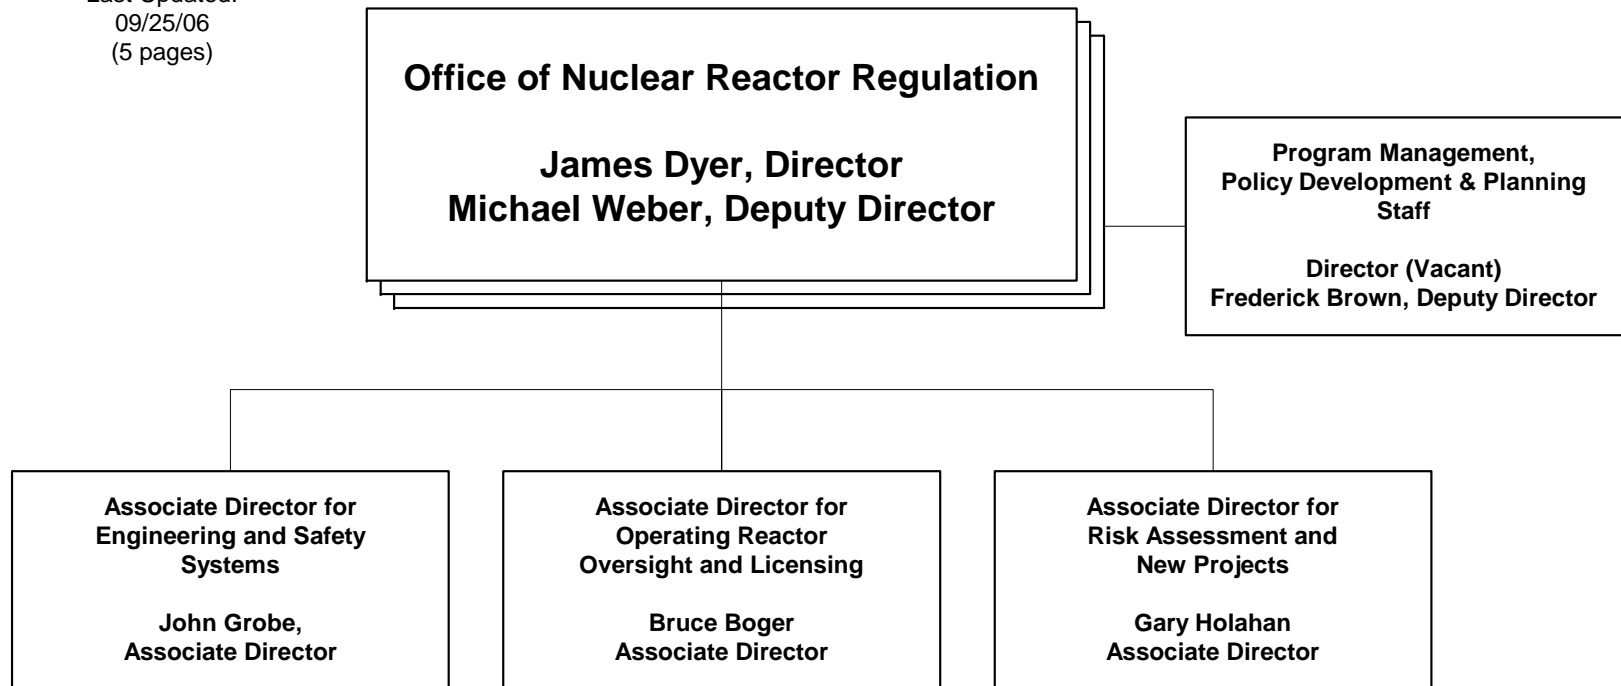 Last Updated:
09/25/06
(5 pages)
Office of Nuclear Reactor Regulation
James Dyer, Director
Michael Weber, Deputy Director
Program Management,
Policy Development & Planning
Staff
Director (Vacant)
Frederick Brown, Deputy Director
Associate Director for
Engineering and Safety
Systems
John Grobe,
Associate Director
Associate Director for
Operating Reactor
Oversight and Licensing
Bruce Boger
Associate Director
Associate Director for
Risk Assessment and
New Projects
Gary Holahan
Associate Director